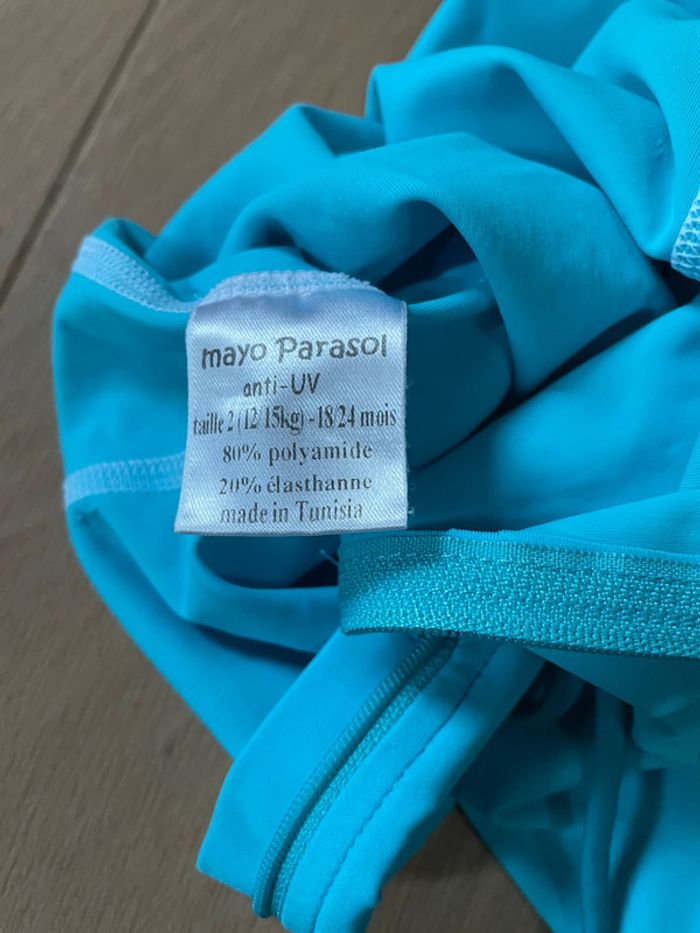 mayo Parasol
anti-UV
taille 2 (12/15kg) - 18/24 mois
80% polyamide
20% élasthanne
made in Tunisia